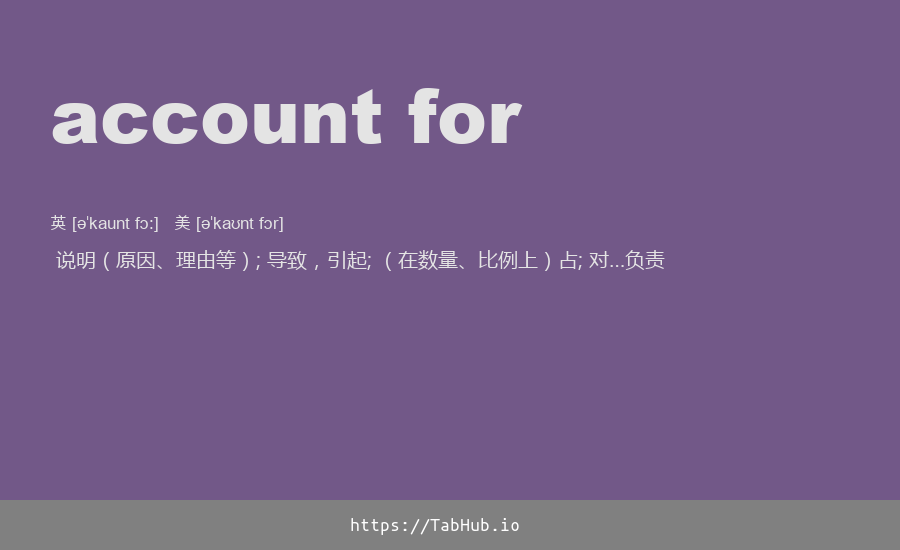 account for
英 [ə'kaunt fɔ:] 美 [ə'kaʊnt fɔr]
说明（原因、理由等）; 导致，引起; （在数量、比例上）占; 对...负责
https://TabHub.io